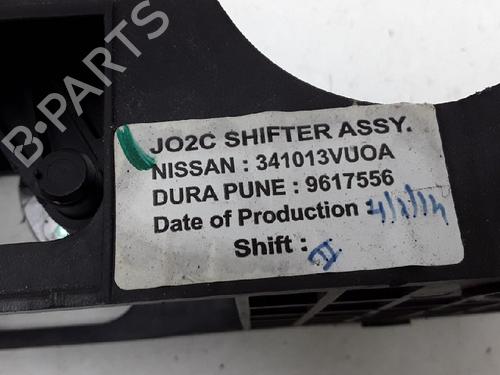 B-PARTS
JO2C SHIFTER ASSY.
NISSAN : 341013VUOA
DURA PUNE : 9617556
Date of Production : 4/1/14
Shift : II